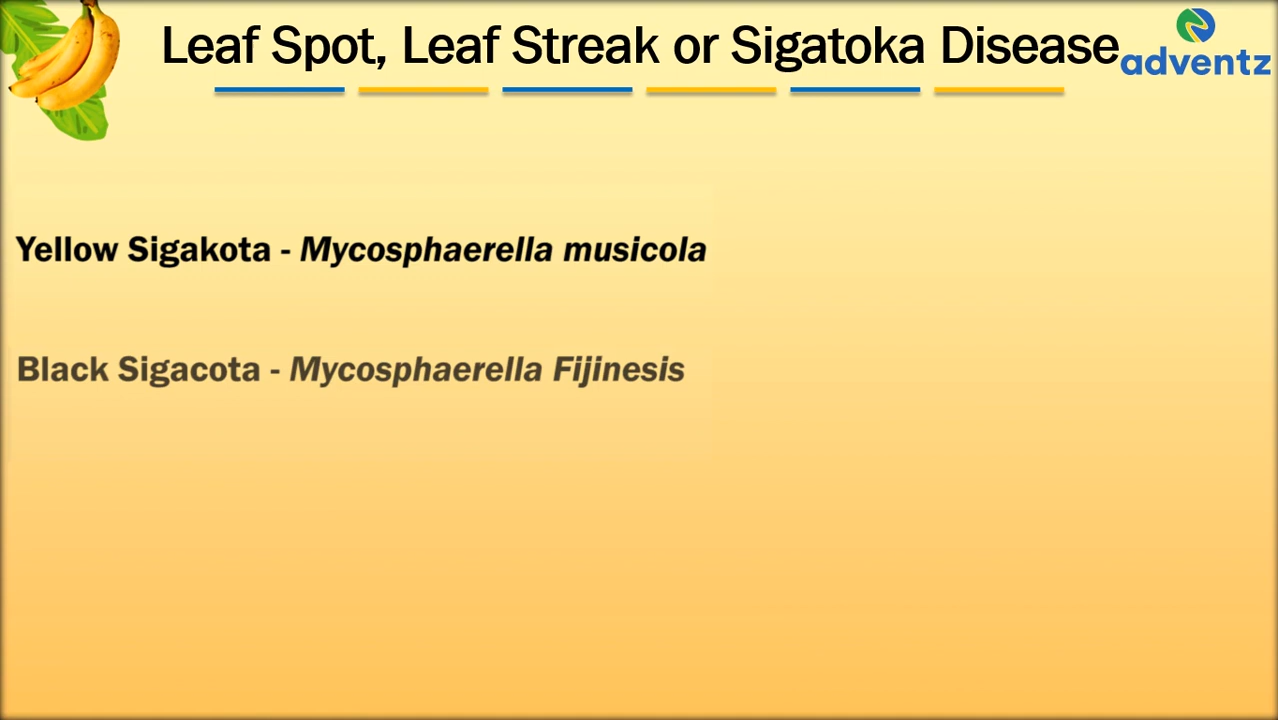 Leaf Spot, Leaf Streak or Sigatoka Disease
adventz
Yellow Sigakota - Mycosphaerella musicola
Black Sigacota - Mycosphaerella Fijinesis